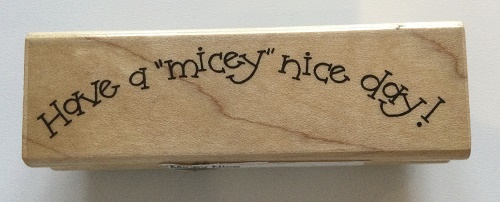 Have a "micey" nice day!